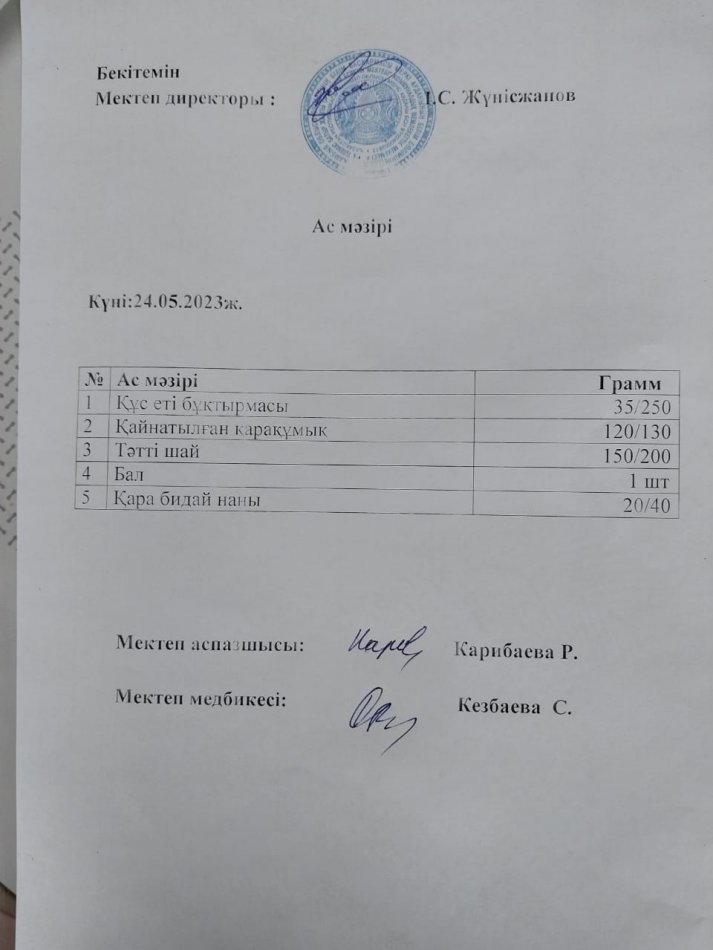 Бекітемін
Мектеп директоры : І.С. Жүнісжанов
Ас мәзірі
Күні:24.05.2023ж.
№ Ас мәзірі Грамм
1 Құс еті бұқтырмасы 35/250
2 Қайнатылған карақұмық 120/130
3 Тәтті шай 150/200
4 Бал 1 шт
5 Қара бидай наны 20/40
Мектеп аспазшысы: Карибаева Р.
Мектеп медбикесі: Кезбаева С.